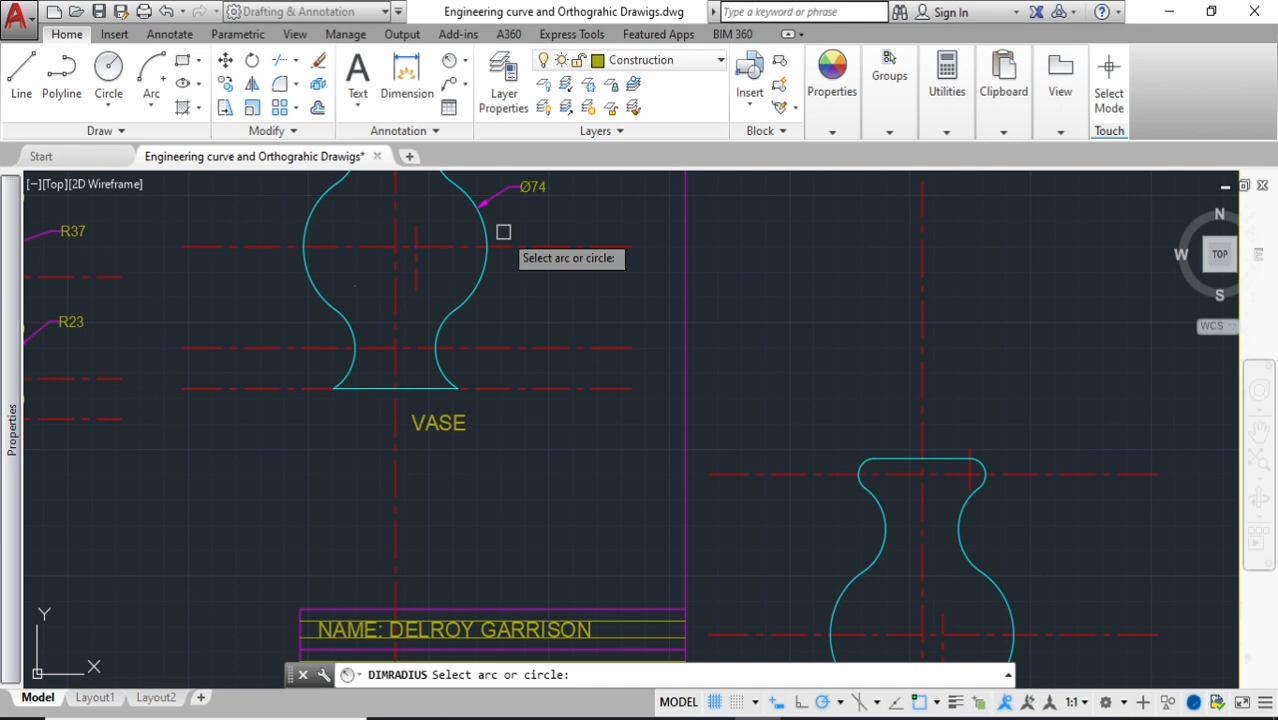 Drafting & Annotation
Engineering curve and Orthograhic Drawigs.dwg
Type a keyword or phrase
Sign In
Home Insert Annotate Parametric View Manage Output Add-ins A360 Express Tools Featured Apps BIM 360
Line
Polyline
Circle
Arc
Text
Dimension
Layer Properties
Construction
Insert
Properties
Groups
Utilities
Clipboard
View
Select Mode
Draw
Modify
Annotation
Layers
Block
Touch
Start
Engineering curve and Orthograhic Drawigs*
[−][Top][2D Wireframe]
Ø74
R37
Select arc or circle:
R23
VASE
NAME: DELROY GARRISON
N
W
TOP
S
WCS
Properties
Y
X
DIMRADIUS Select arc or circle:
Model Layout1 Layout2
MODEL
1:1